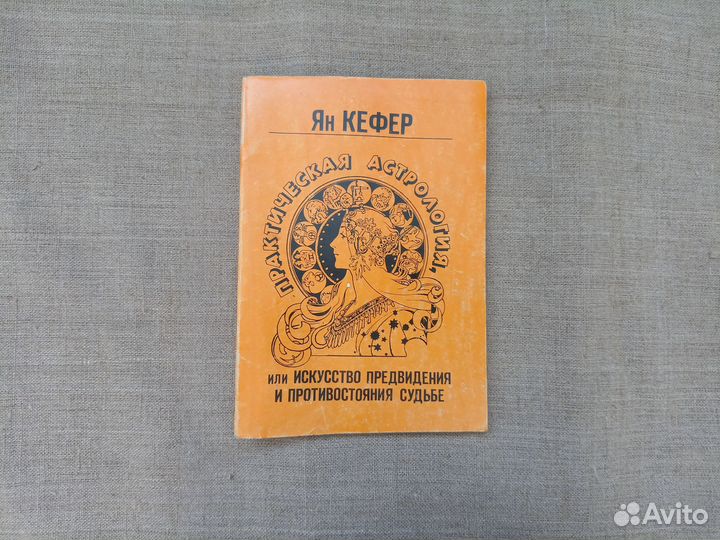 Ян КЕФЕР
ПРАКТИЧЕСКАЯ АСТРОЛОГИЯ,
или ИСКУССТВО ПРЕДВИДЕНИЯ
И ПРОТИВОСТОЯНИЯ СУДЬБЕ
Avito